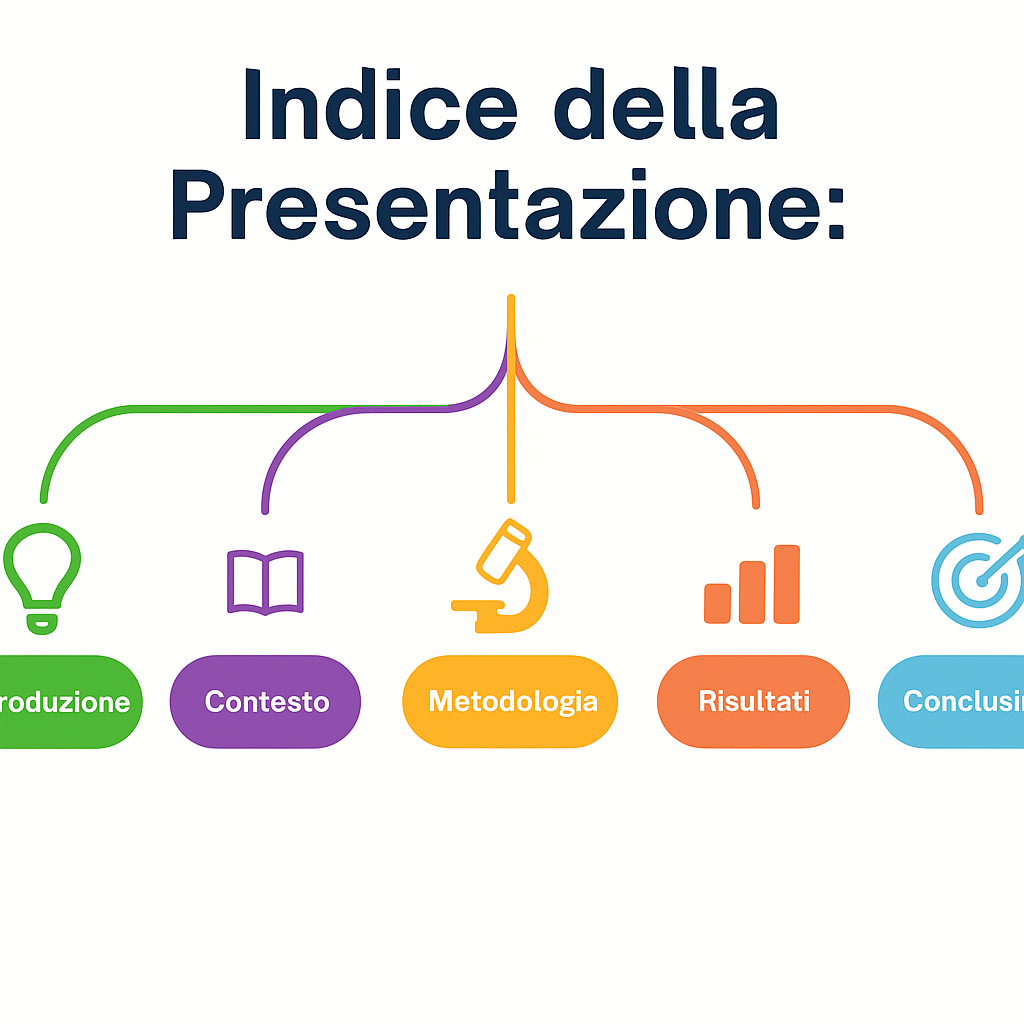 Indice della
Presentazione:
roduzione
Contesto
Metodologia
Risultati
Conclusi